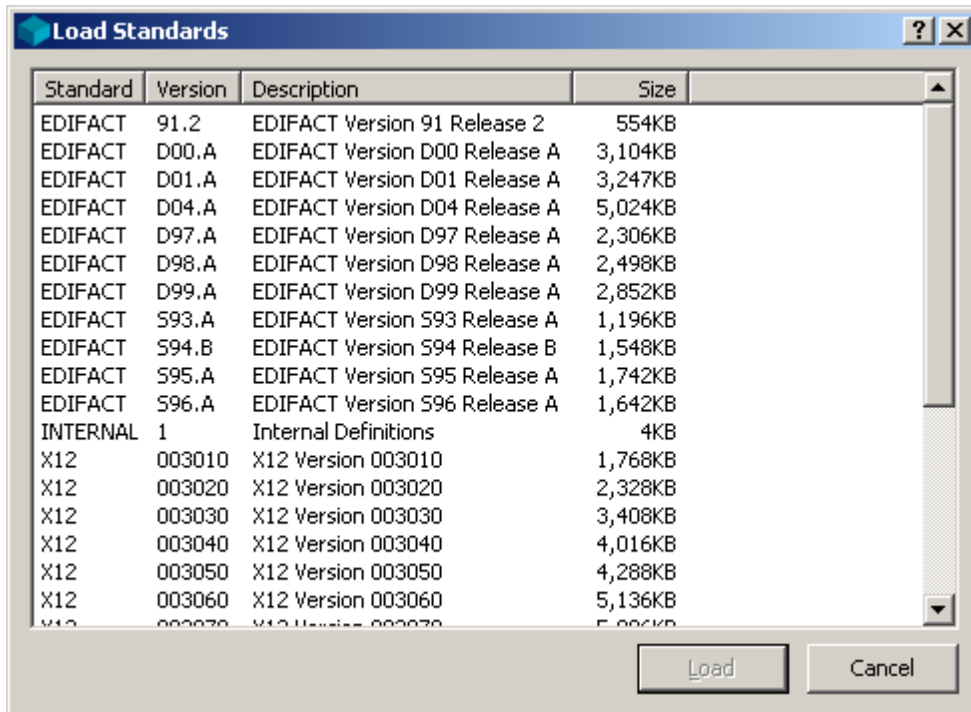 Load Standards
Standard Version Description Size
EDIFACT 91.2 EDIFACT Version 91 Release 2 554KB
EDIFACT D00.A EDIFACT Version D00 Release A 3,104KB
EDIFACT D01.A EDIFACT Version D01 Release A 3,247KB
EDIFACT D04.A EDIFACT Version D04 Release A 5,024KB
EDIFACT D97.A EDIFACT Version D97 Release A 2,306KB
EDIFACT D98.A EDIFACT Version D98 Release A 2,498KB
EDIFACT D99.A EDIFACT Version D99 Release A 2,852KB
EDIFACT S93.A EDIFACT Version S93 Release A 1,196KB
EDIFACT S94.B EDIFACT Version S94 Release B 1,548KB
EDIFACT S95.A EDIFACT Version S95 Release A 1,742KB
EDIFACT S96.A EDIFACT Version S96 Release A 1,642KB
INTERNAL 1 Internal Definitions 4KB
X12 003010 X12 Version 003010 1,768KB
X12 003020 X12 Version 003020 2,328KB
X12 003030 X12 Version 003030 3,408KB
X12 003040 X12 Version 003040 4,016KB
X12 003050 X12 Version 003050 4,288KB
X12 003060 X12 Version 003060 5,136KB
X12 003070 X12 Version 003070
Load Cancel